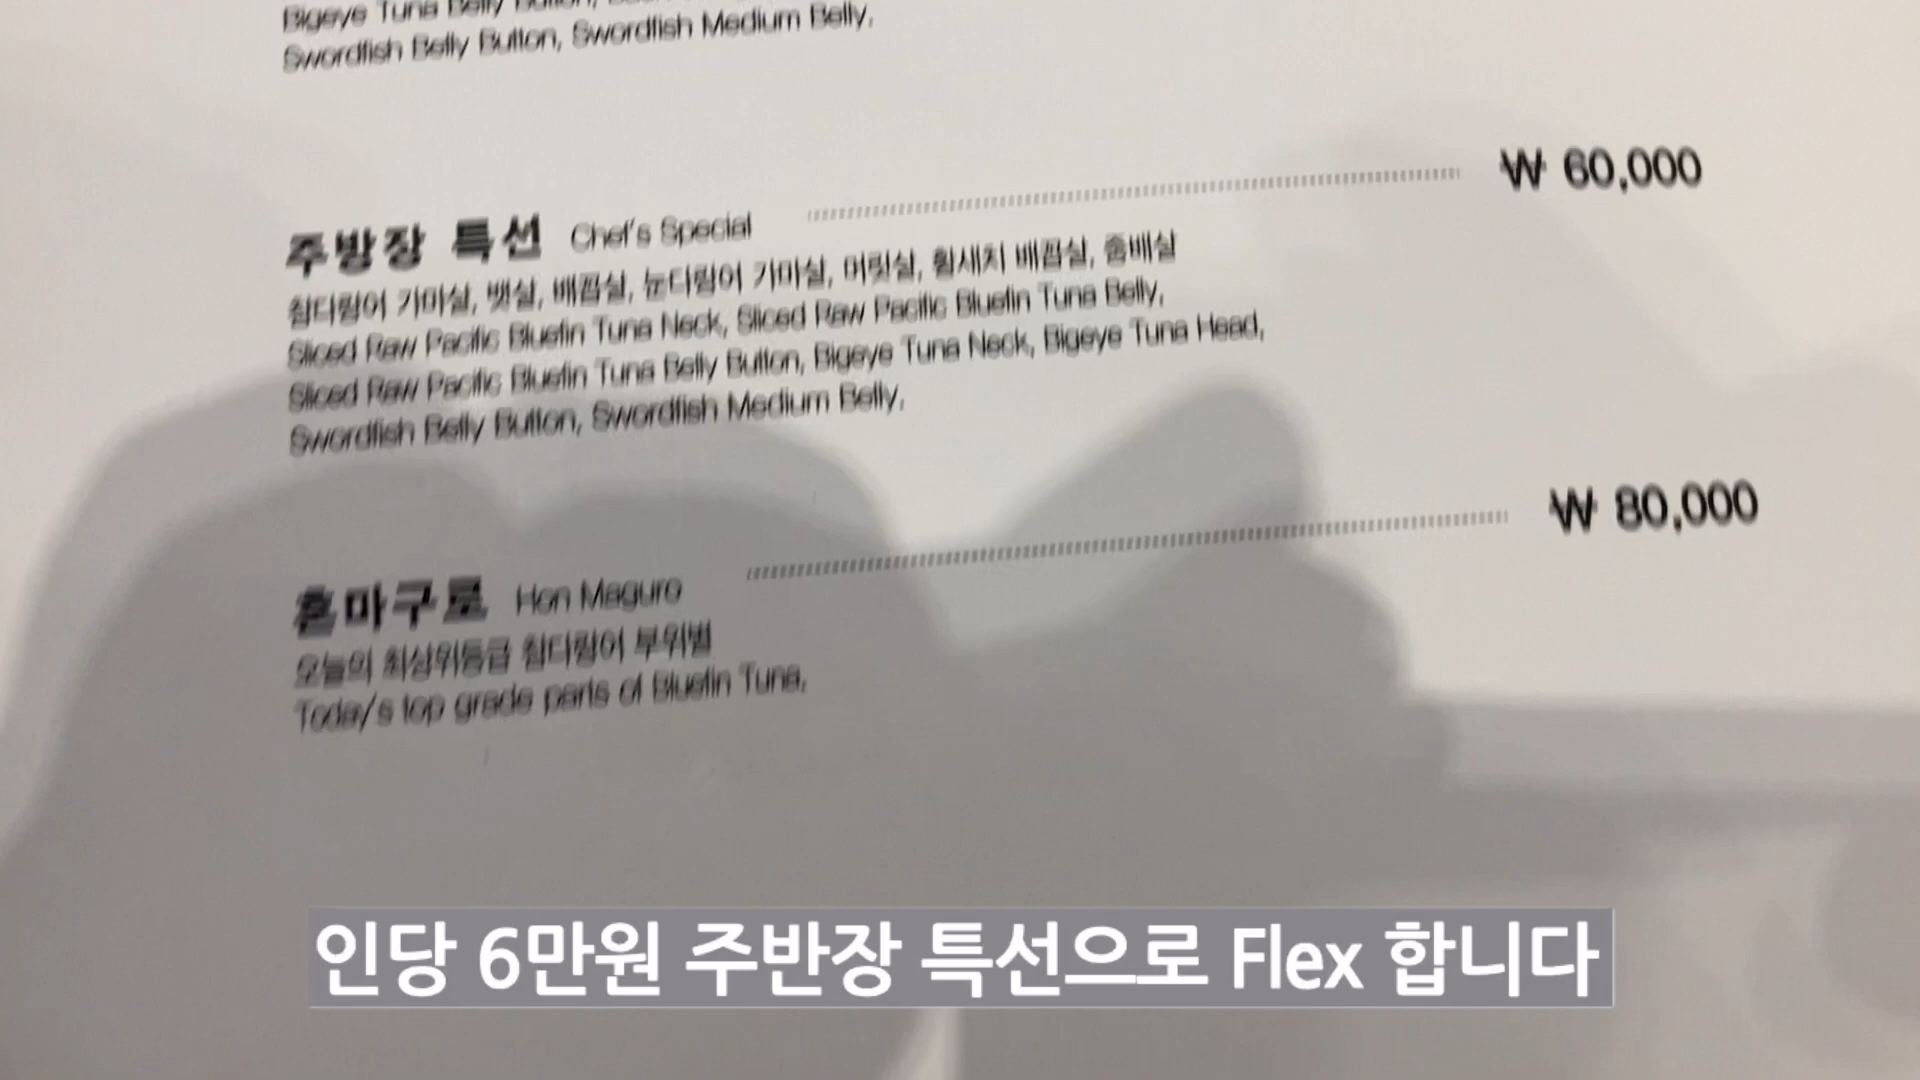 Bigeye Tuna Belly Button,
Swordfish Belly Button, Swordfish Medium Belly,
주방장 특선 Chef's Special ₩ 60,000
참다랑어 가마살, 뱃살, 배꼽살, 눈다랑어 가마살, 머릿살, 황새치 배꼽살, 중배살
Sliced Raw Pacific Bluefin Tuna Neck, Sliced Raw Pacific Bluefin Tuna Belly,
Sliced Raw Pacific Bluefin Tuna Belly Button, Bigeye Tuna Neck, Bigeye Tuna Head,
Swordfish Belly Button, Swordfish Medium Belly,
혼마구로 Hon Maguro ₩ 80,000
오늘의 최상위등급 참다랑어 부위별
Today's top grade parts of Bluefin Tuna,
인당 6만원 주반장 특선으로 Flex 합니다